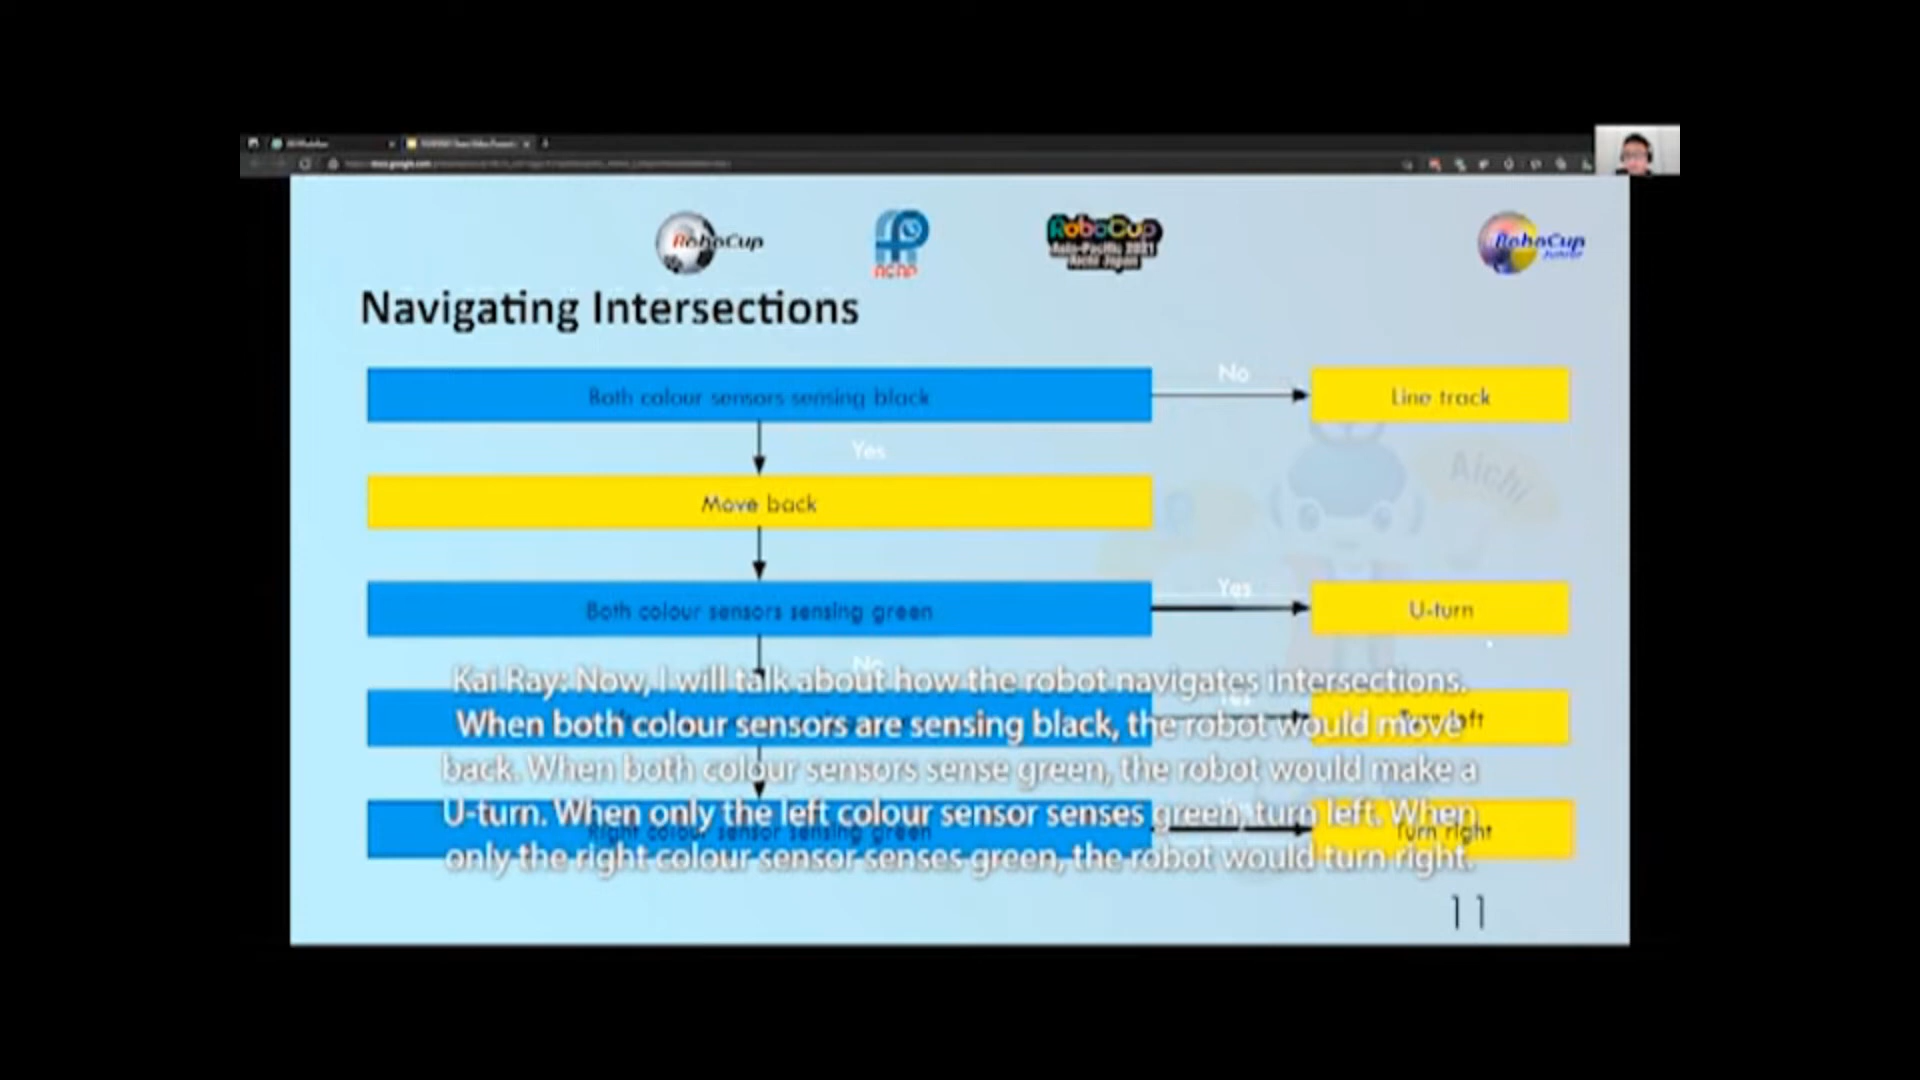 RoboCup
RCAP
RoboCup
Asia-Pacific 2021
Aichi Japan
RoboCup
Junior
Navigating Intersections
Both colour sensors sensing black
No
Line track
Yes
Move back
Aichi
Both colour sensors sensing green
Yes
U-turn
No
Yes
Turn left
Right colour sensor sensing green
Turn right
Kai Ray: Now, I will talk about how the robot navigates intersections.
When both colour sensors are sensing black, the robot would move
back. When both colour sensors sense green, the robot would make a
U-turn. When only the left colour sensor senses green, turn left. When
only the right colour sensor senses green, the robot would turn right.
11